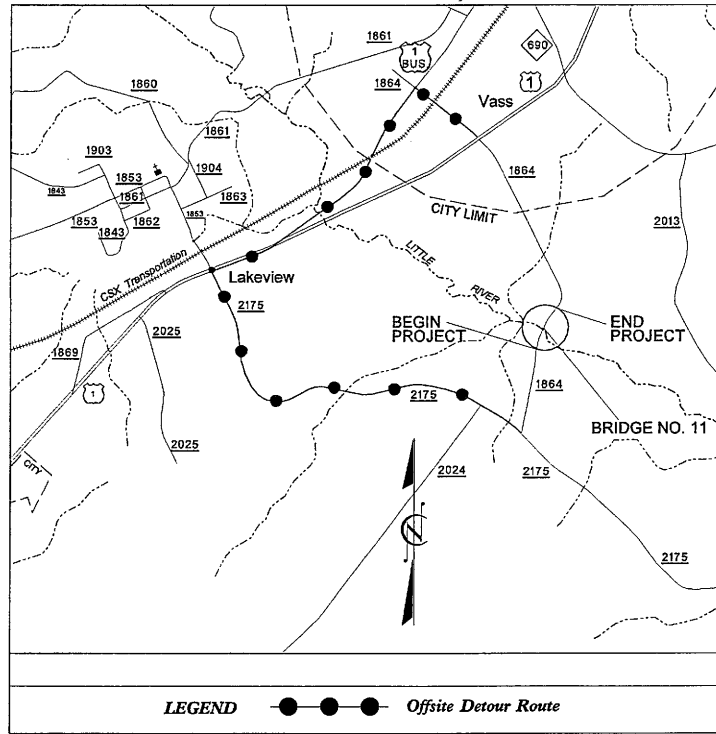 1861
1
BUS.
690
1860
1864
1
Vass
1861
1903
1853
1904
1864
1843
1861
1863
1853
1862
1853
1843
CITY LIMIT
2013
CSX Transportation
LITTLE
RIVER
Lakeview
2175
BEGIN
PROJECT
END
PROJECT
2025
1869
1864
1
2175
BRIDGE NO. 11
2025
CITY
2024
2175
N
2175
LEGEND Offsite Detour Route